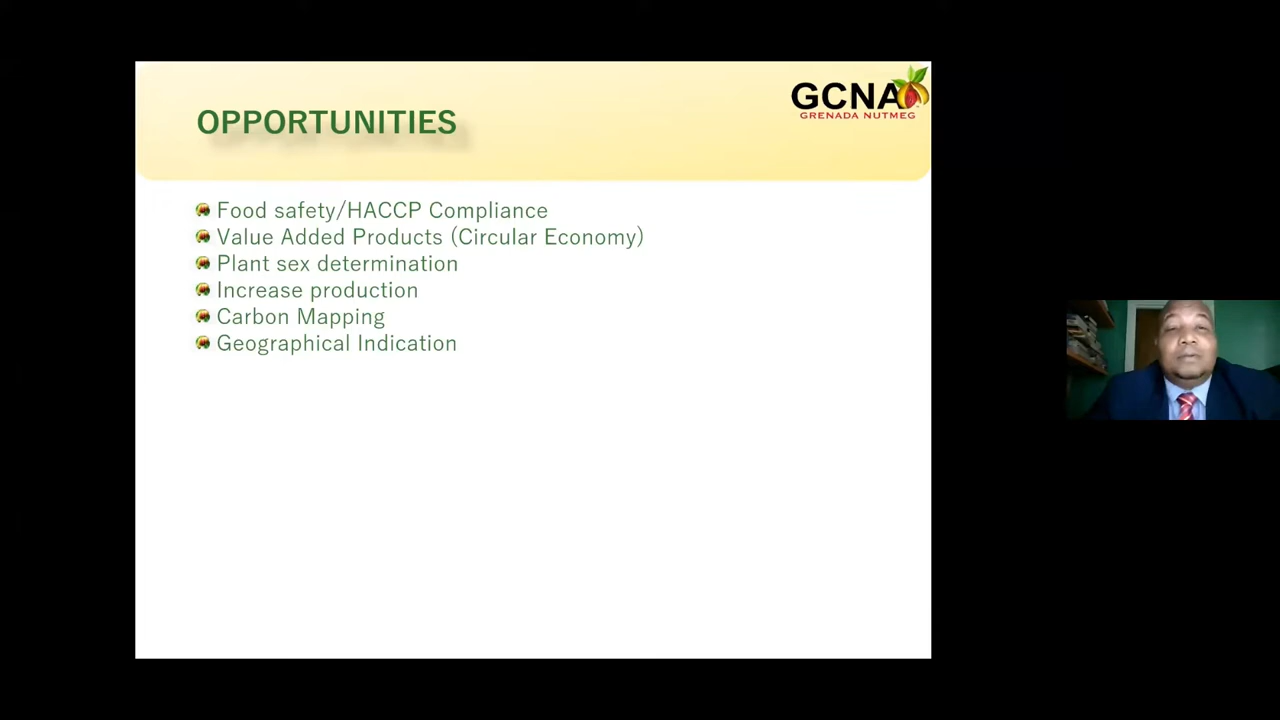 OPPORTUNITIES
GCNA
GRENADA NUTMEG
Food safety/HACCP Compliance
Value Added Products (Circular Economy)
Plant sex determination
Increase production
Carbon Mapping
Geographical Indication